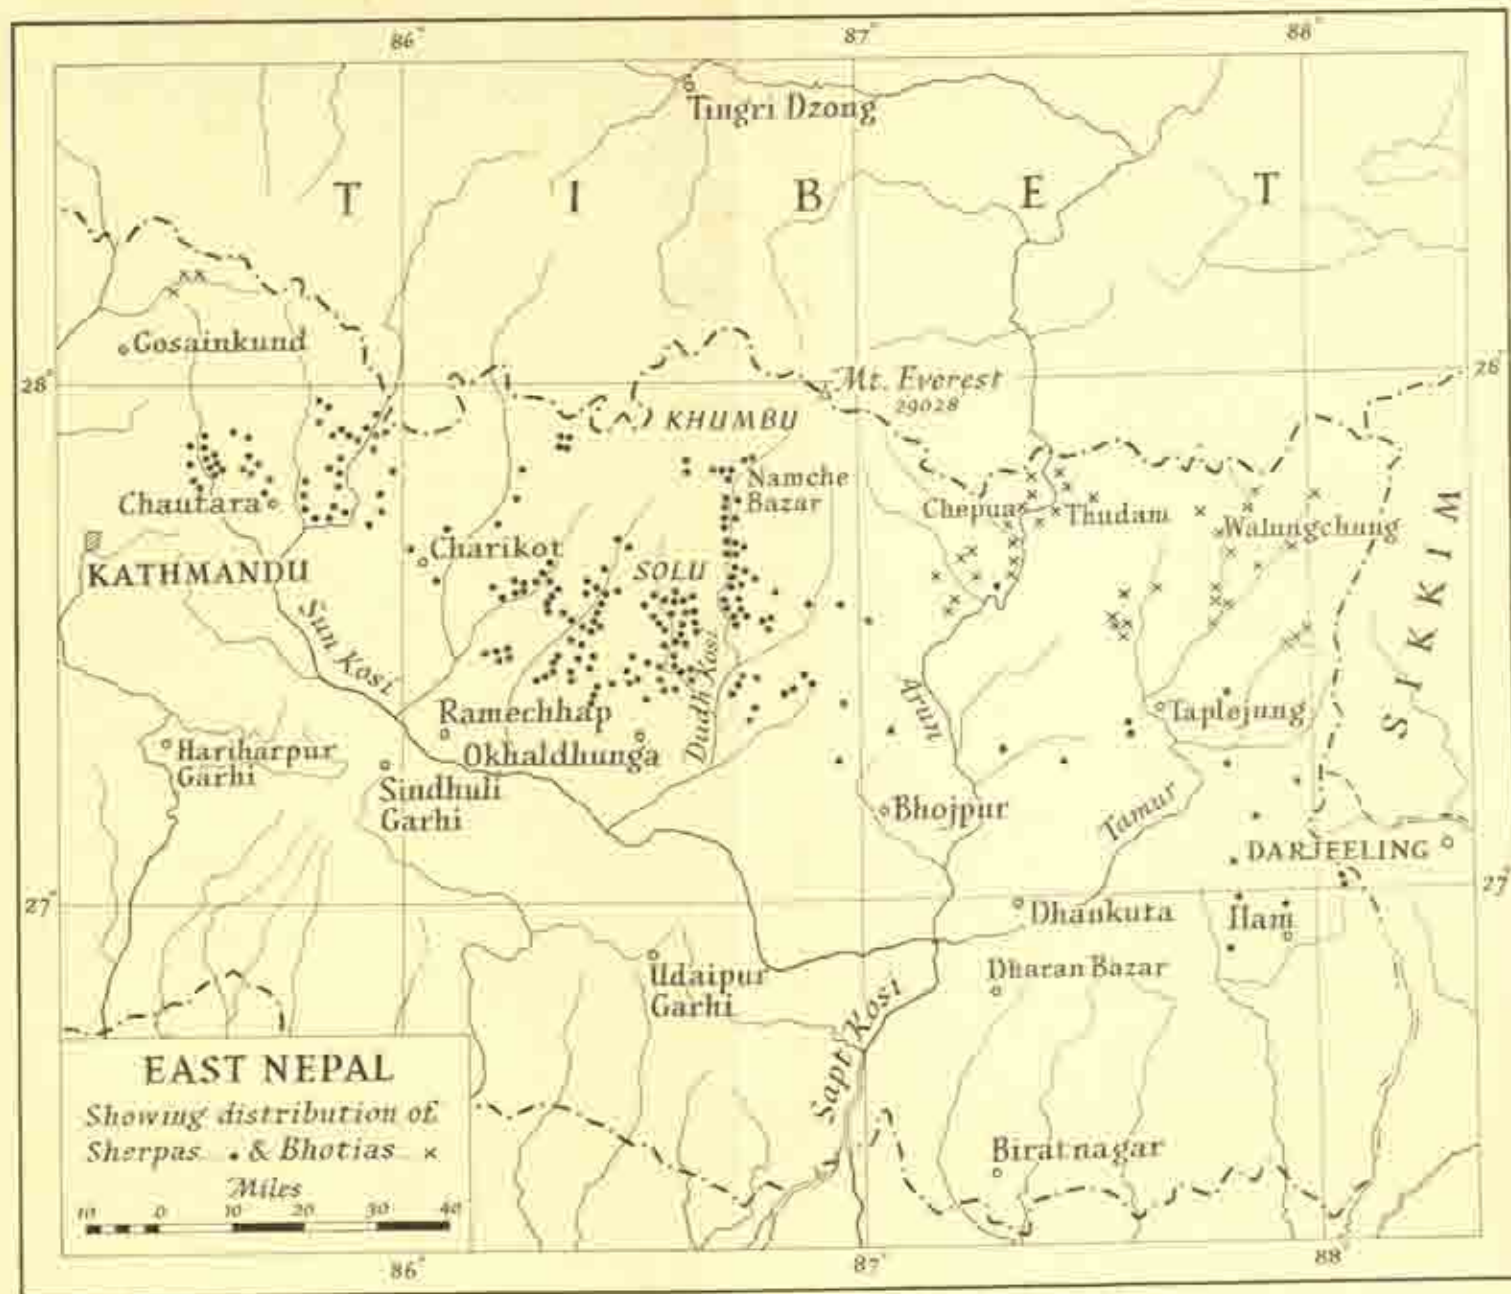 86° 87° 88°
Tingri Dzong
T I B E T
Gosainkund
28° Mt. Everest 28°
29028
KHUMBU
Namche
Bazar
Chautara
Chepua
Thudam
Walungchung
KATHMANDU
Charikot
SOLU
SIKKIM
Sun Kosi
Dudh Kosi
Arun
Ramechhap
Taplejung
Okhaldhunga
Hariharpur
Garhi
Sindhuli
Garhi
Bhojpur
Tamur
DARJEELING
27° 27°
Dhankuta
Ilam
Udaipur
Garhi
Dharan Bazar
Sapt Kosi
Biratnagar
EAST NEPAL
Showing distribution of
Sherpas . & Bhotias x
Miles
10 0 10 20 30 40
86° 87° 88°